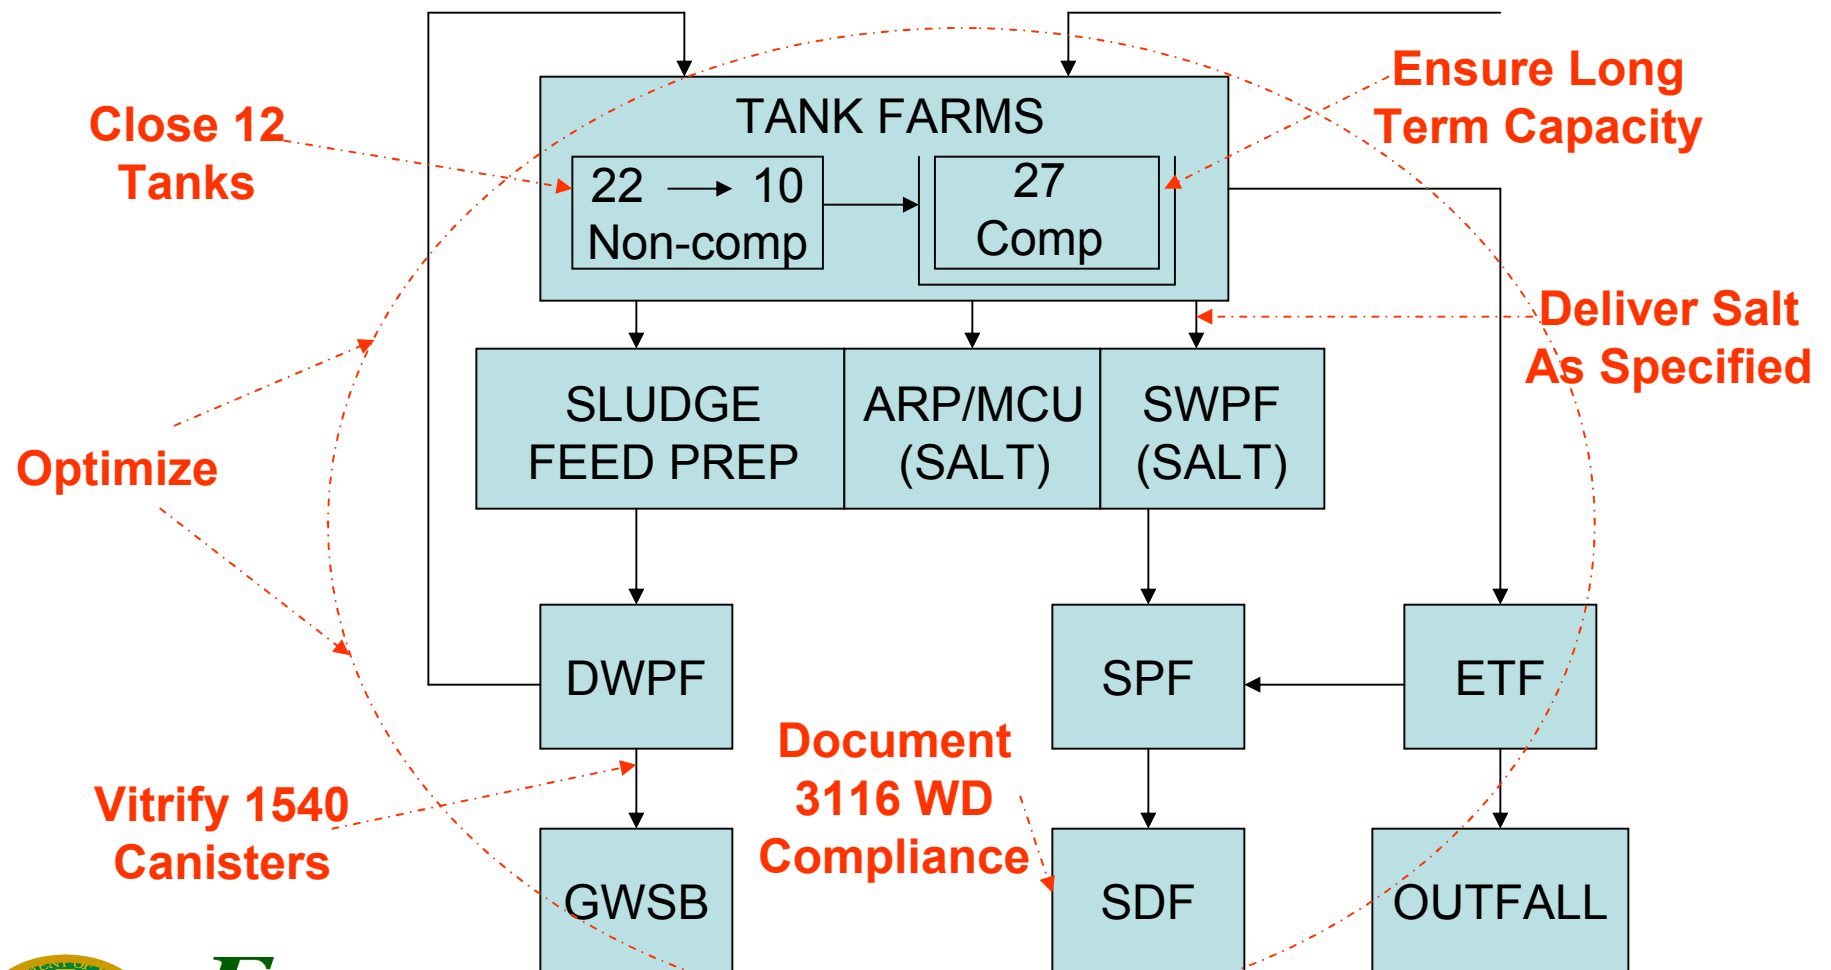 TANK FARMS
22 10
Non-comp
27
Comp
Close 12
Tanks
Ensure Long
Term Capacity
Deliver Salt
As Specified
SLUDGE
FEED PREP
ARP/MCU
(SALT)
SWPF
(SALT)
Optimize
DWPF
SPF
ETF
Vitrify 1540
Canisters
Document
3116 WD
Compliance
GWSB
SDF
OUTFALL